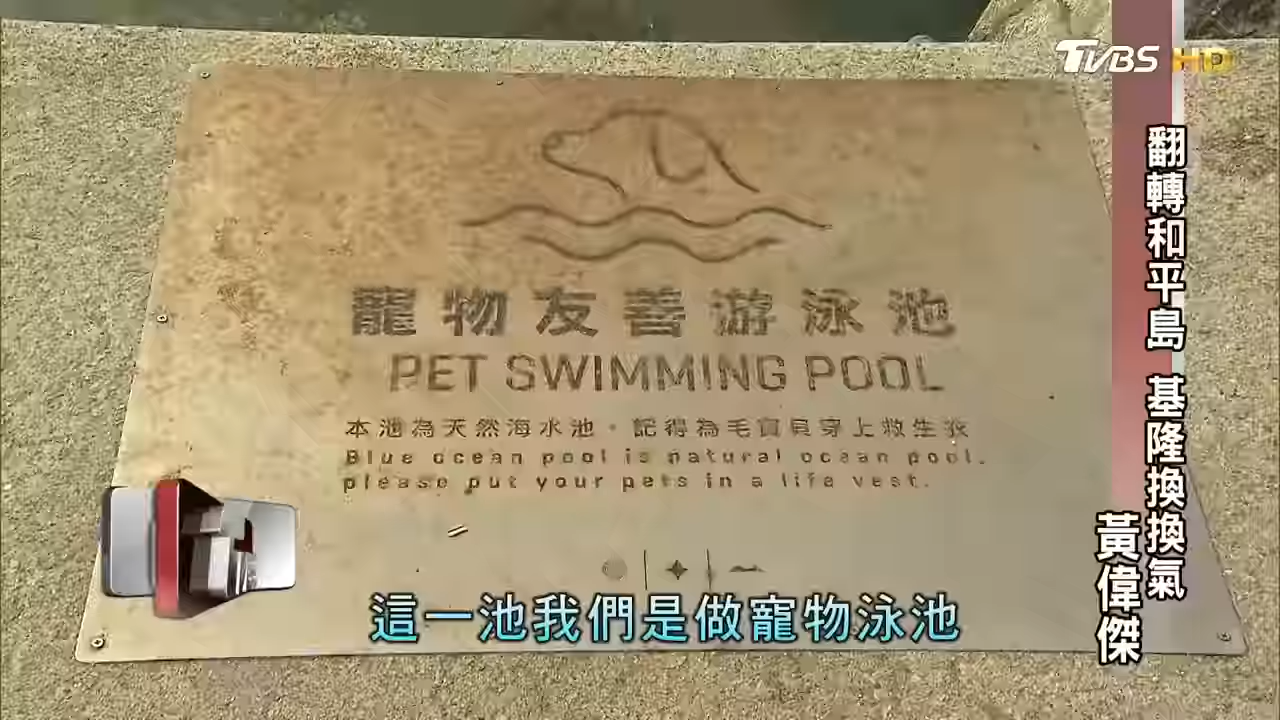 TVBS HD
翻轉和平島 基隆換換氣
黃偉傑
寵物友善游泳池
PET SWIMMING POOL
本池為天然海水池，記得為毛寶貝穿上救生衣
Blue ocean pool is natural ocean pool,
please put your pets in a life vest.
這一池我們是做寵物泳池